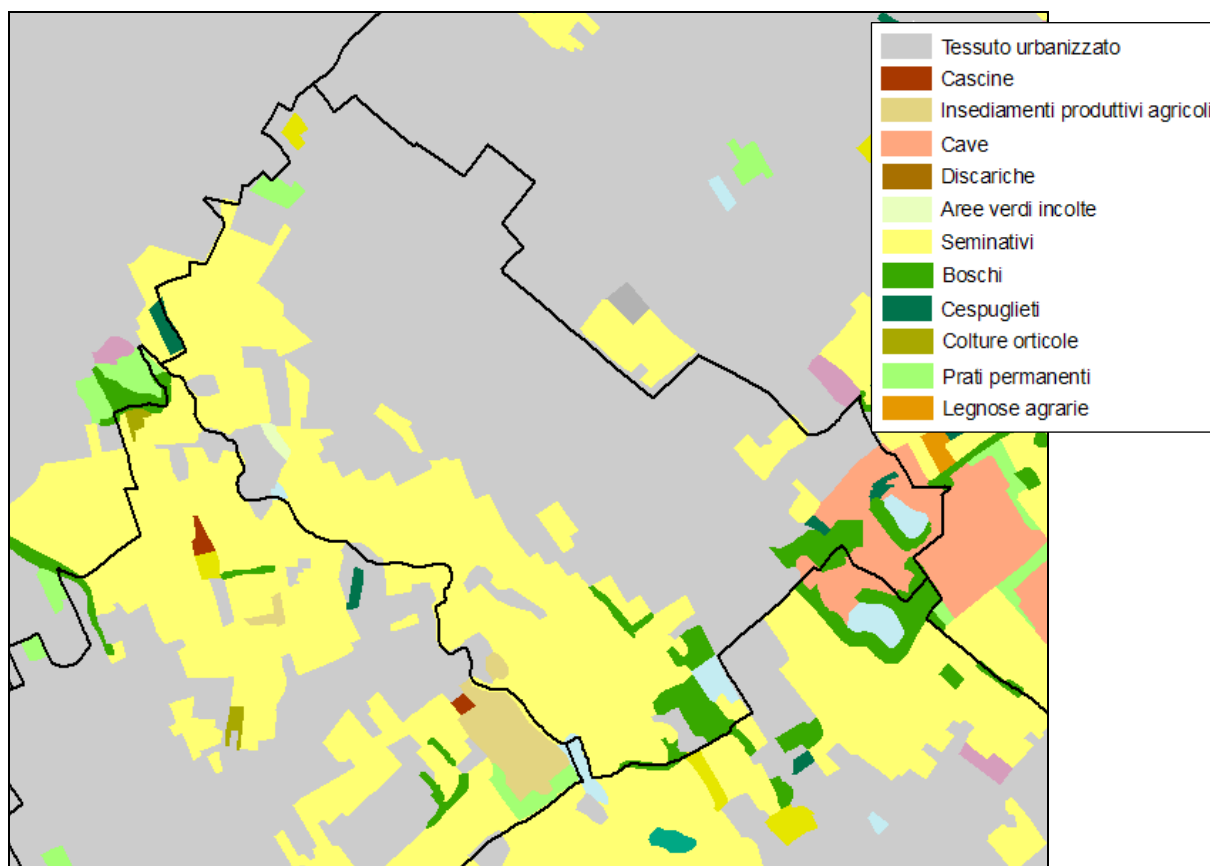 Tessuto urbanizzato
Cascine
Insediamenti produttivi agricoli
Cave
Discariche
Aree verdi incolte
Seminativi
Boschi
Cespuglieti
Colture orticole
Prati permanenti
Legnose agrarie